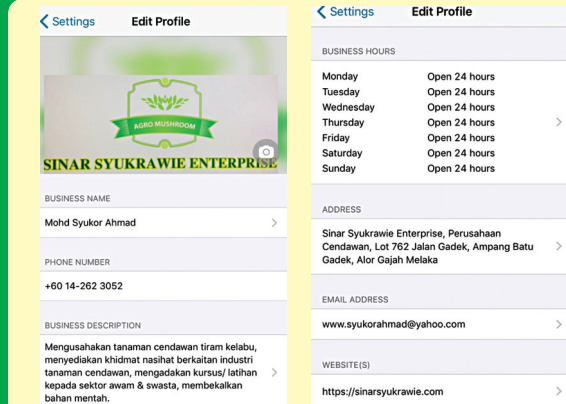 Settings
Edit Profile
AGRO MUSHROOM
SINAR SYUKRAWIE ENTERPRISE
BUSINESS NAME
Mohd Syukor Ahmad
PHONE NUMBER
+60 14-262 3052
BUSINESS DESCRIPTION
Mengusahakan tanaman cendawan tiram kelabu,
menyediakan khidmat nasihat berkaitan industri
tanaman cendawan, mengadakan kursus/ latihan
kepada sektor awam & swasta, membekalkan
bahan mentah.
Settings
Edit Profile
BUSINESS HOURS
Monday Open 24 hours
Tuesday Open 24 hours
Wednesday Open 24 hours
Thursday Open 24 hours
Friday Open 24 hours
Saturday Open 24 hours
Sunday Open 24 hours
ADDRESS
Sinar Syukrawie Enterprise, Perusahaan
Cendawan, Lot 762 Jalan Gadek, Ampang Batu
Gadek, Alor Gajah Melaka
EMAIL ADDRESS
www.syukorahmad@yahoo.com
WEBSITE(S)
https://sinarsyukrawie.com